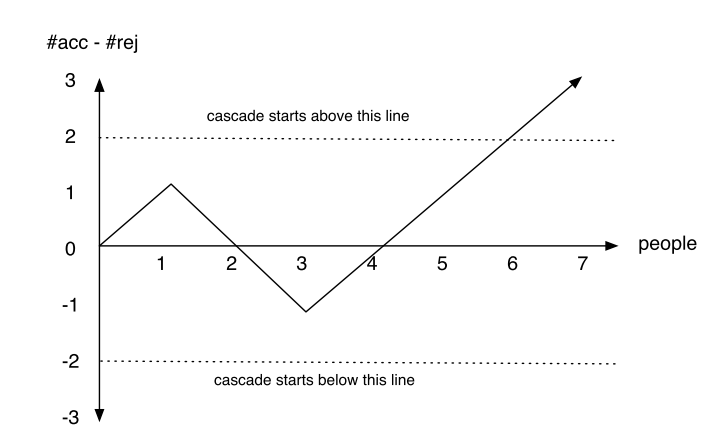 #acc - #rej
3
cascade starts above this line
2
1
0
people
1 2 3 4 5 6 7
-1
-2
cascade starts below this line
-3